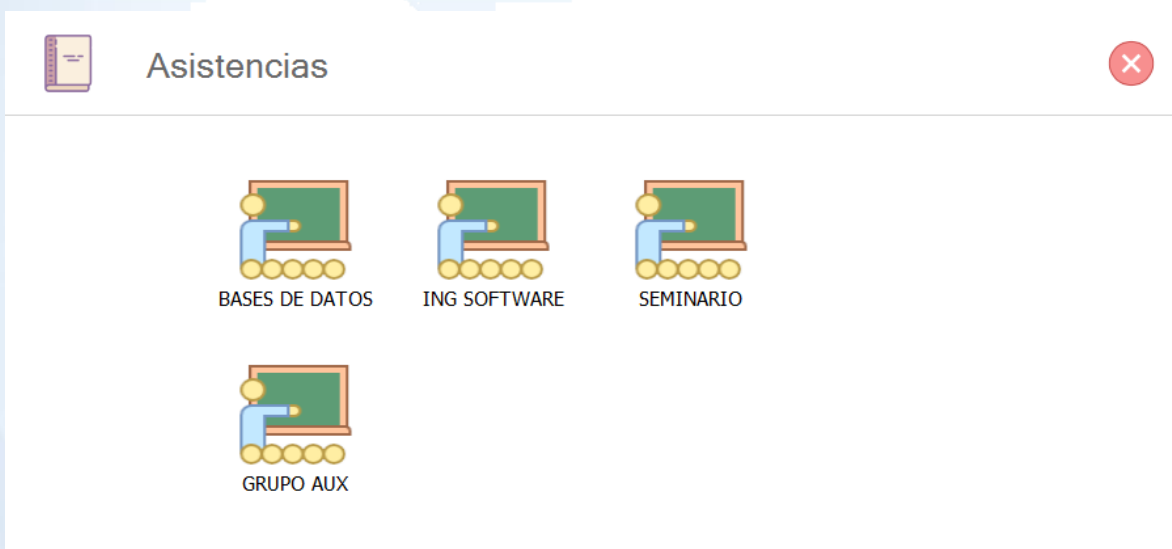 Asistencias
BASES DE DATOS
ING SOFTWARE
SEMINARIO
GRUPO AUX